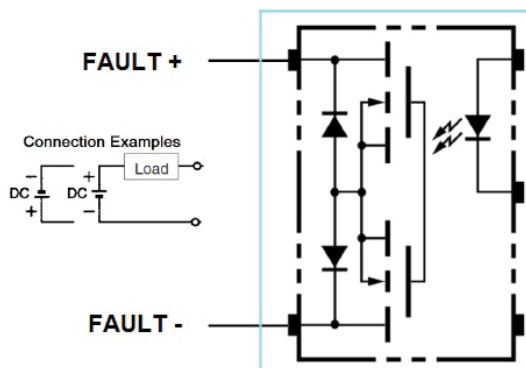 FAULT +
Connection Examples
− + Load
DC DC
+ −
FAULT -